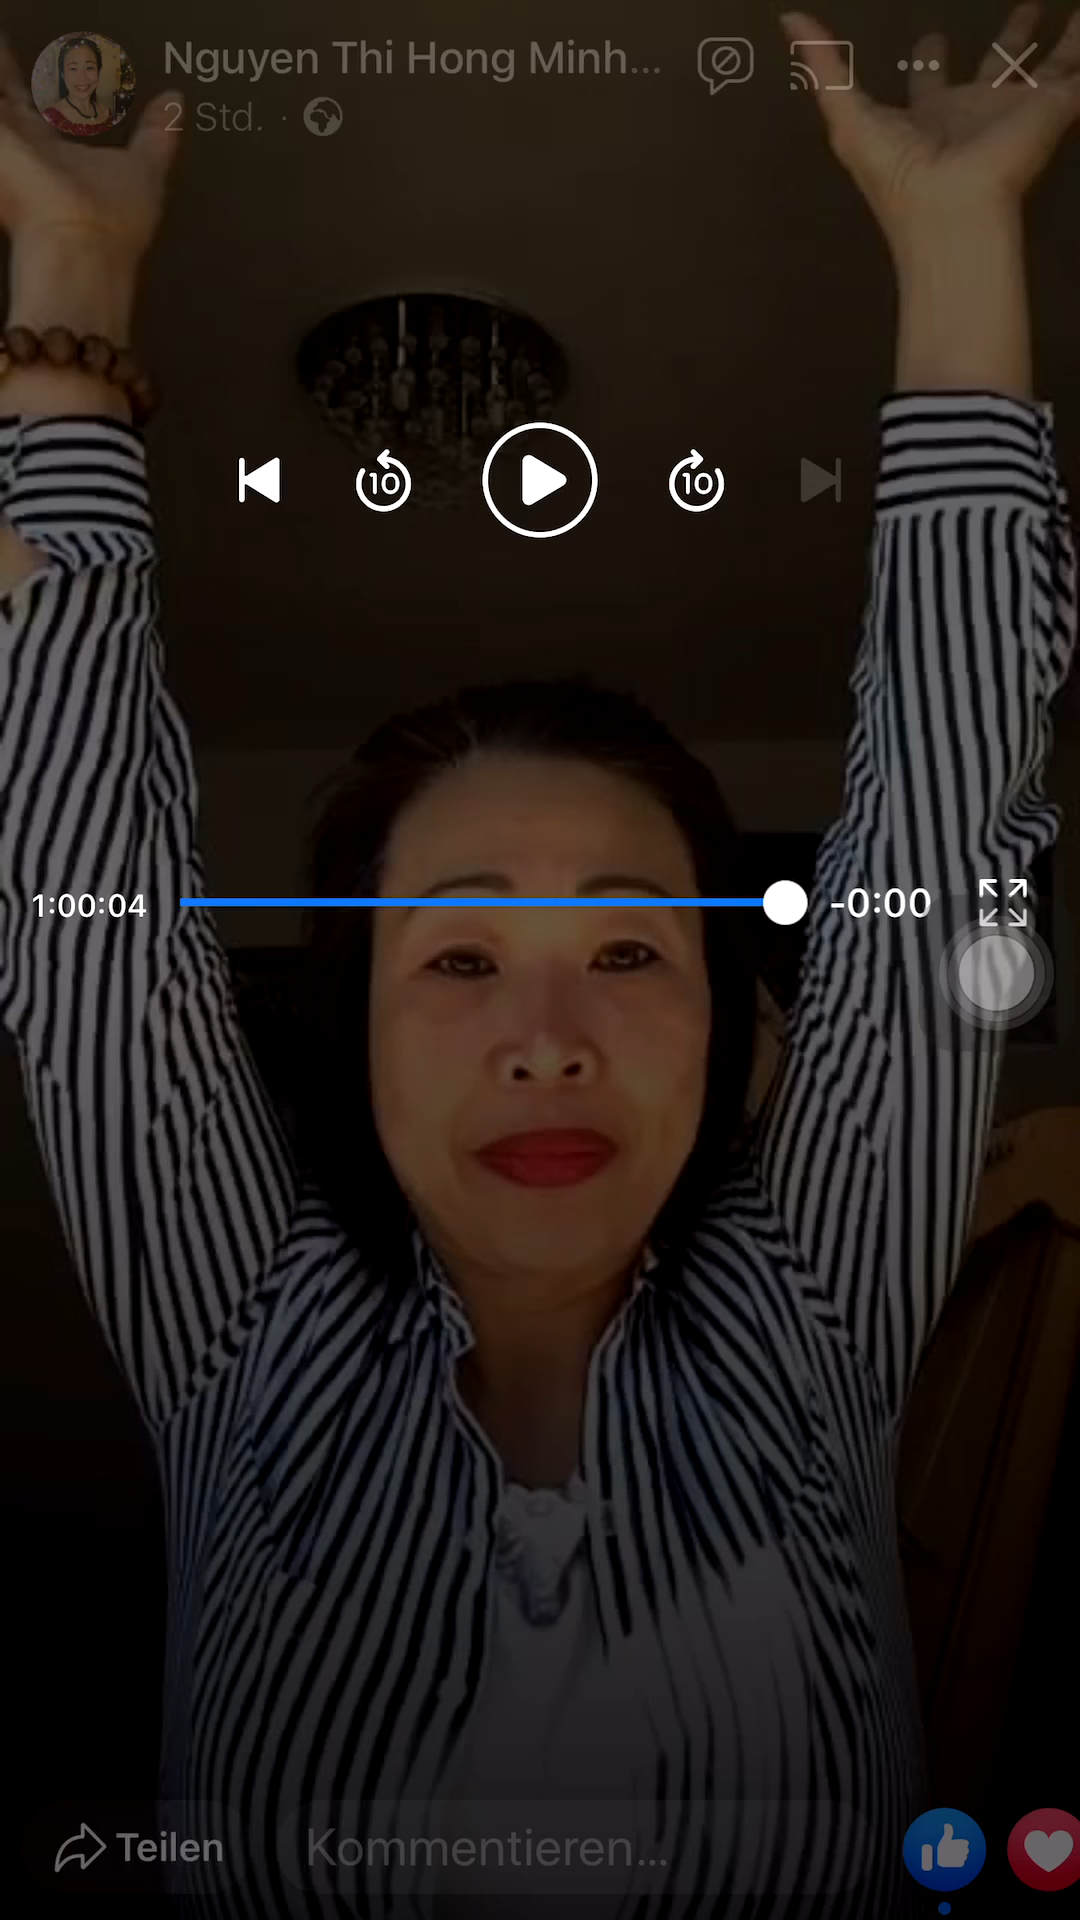 Nguyen Thi Hong Minh...
2 Std. ·
10
10
1:00:04
-0:00
Teilen
Kommentieren...